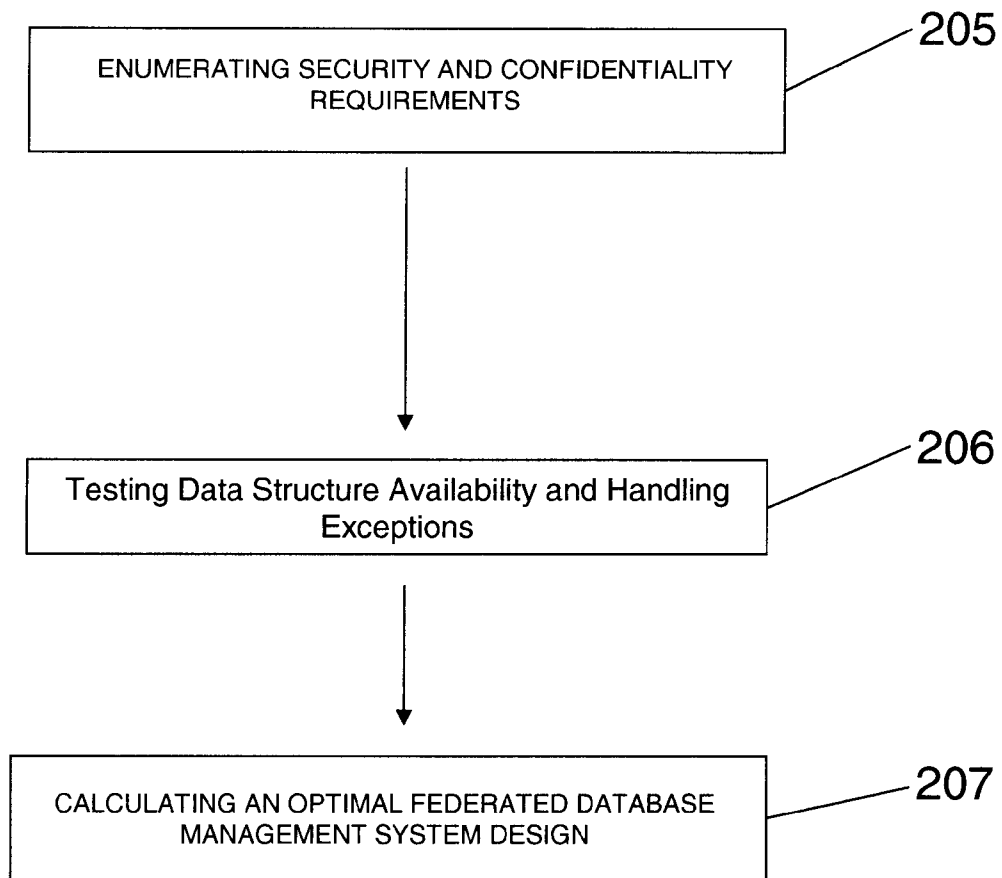 205
ENUMERATING SECURITY AND CONFIDENTIALITY
REQUIREMENTS
206
Testing Data Structure Availability and Handling
Exceptions
207
CALCULATING AN OPTIMAL FEDERATED DATABASE
MANAGEMENT SYSTEM DESIGN